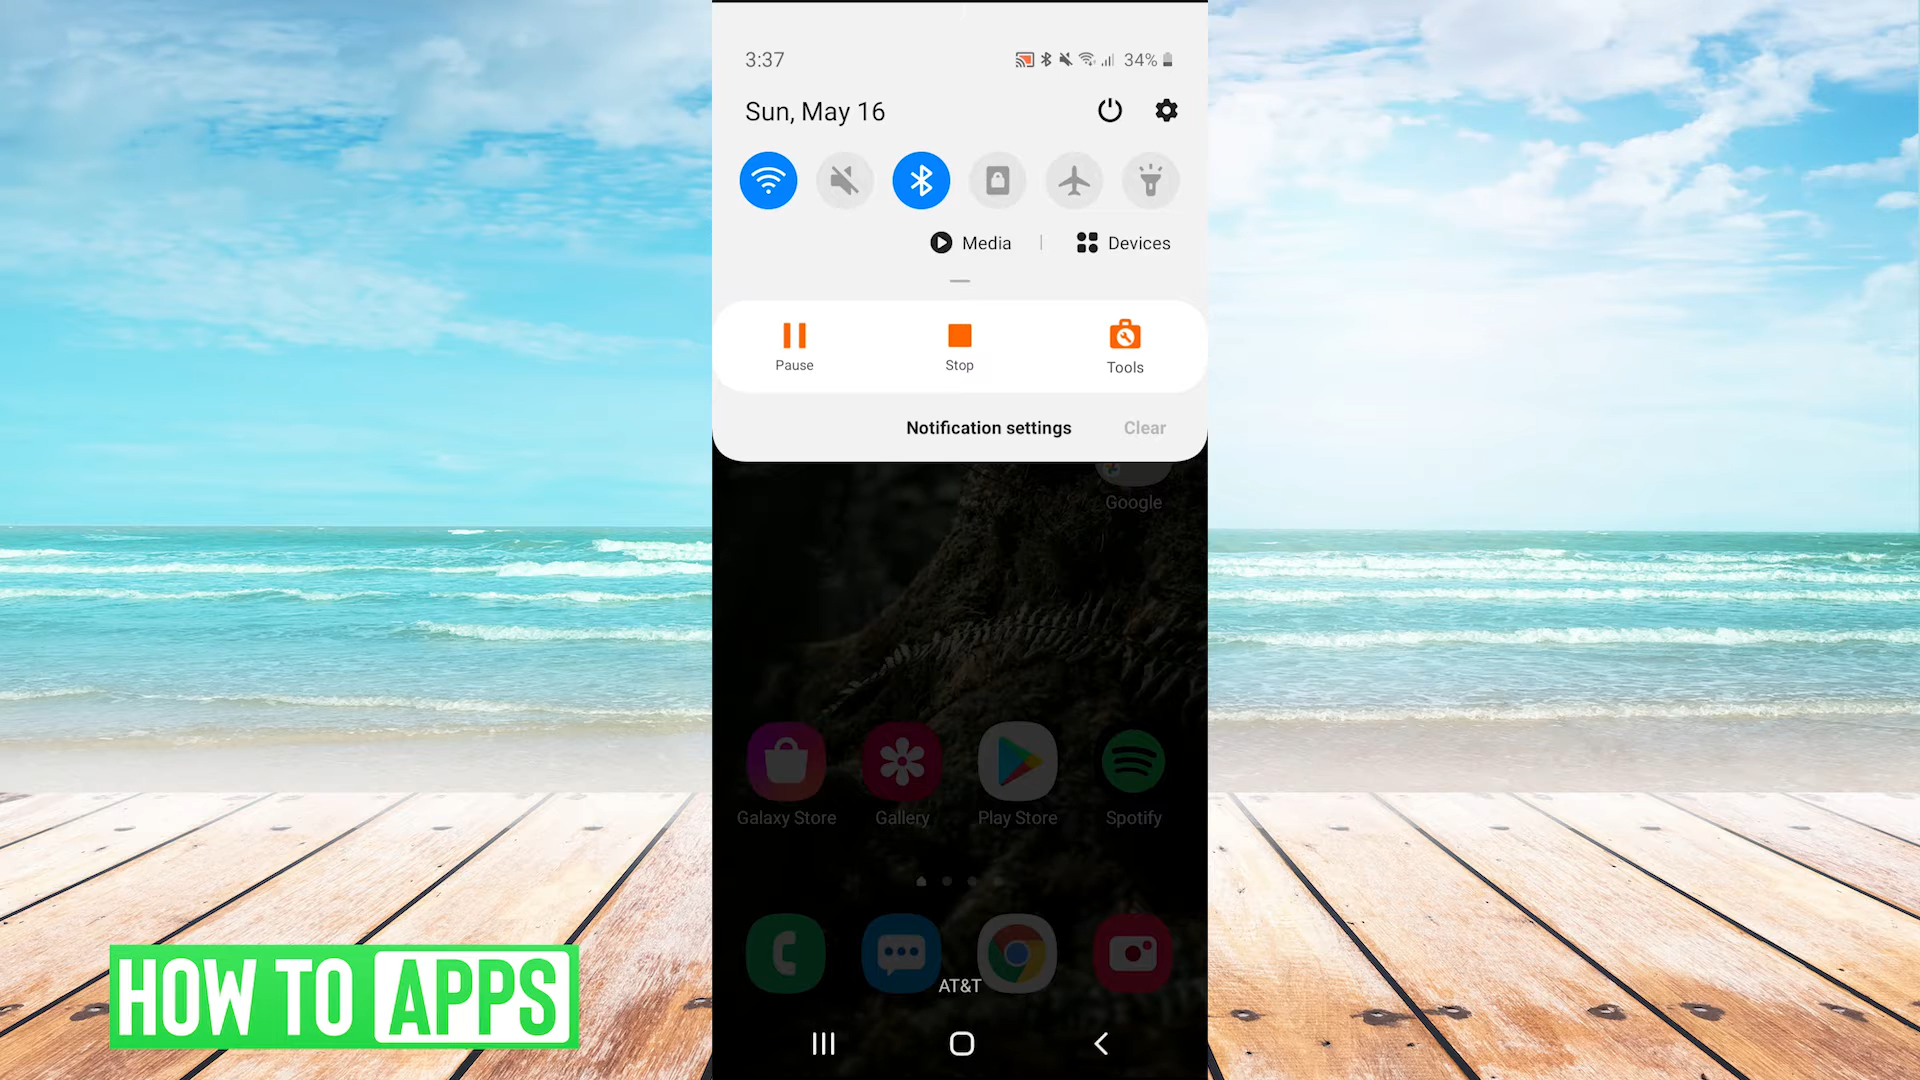 3:37
34%
Sun, May 16
Media
Devices
Pause
Stop
Tools
Notification settings
Clear
Google
Galaxy Store
Gallery
Play Store
Spotify
AT&T
HOW TO APPS